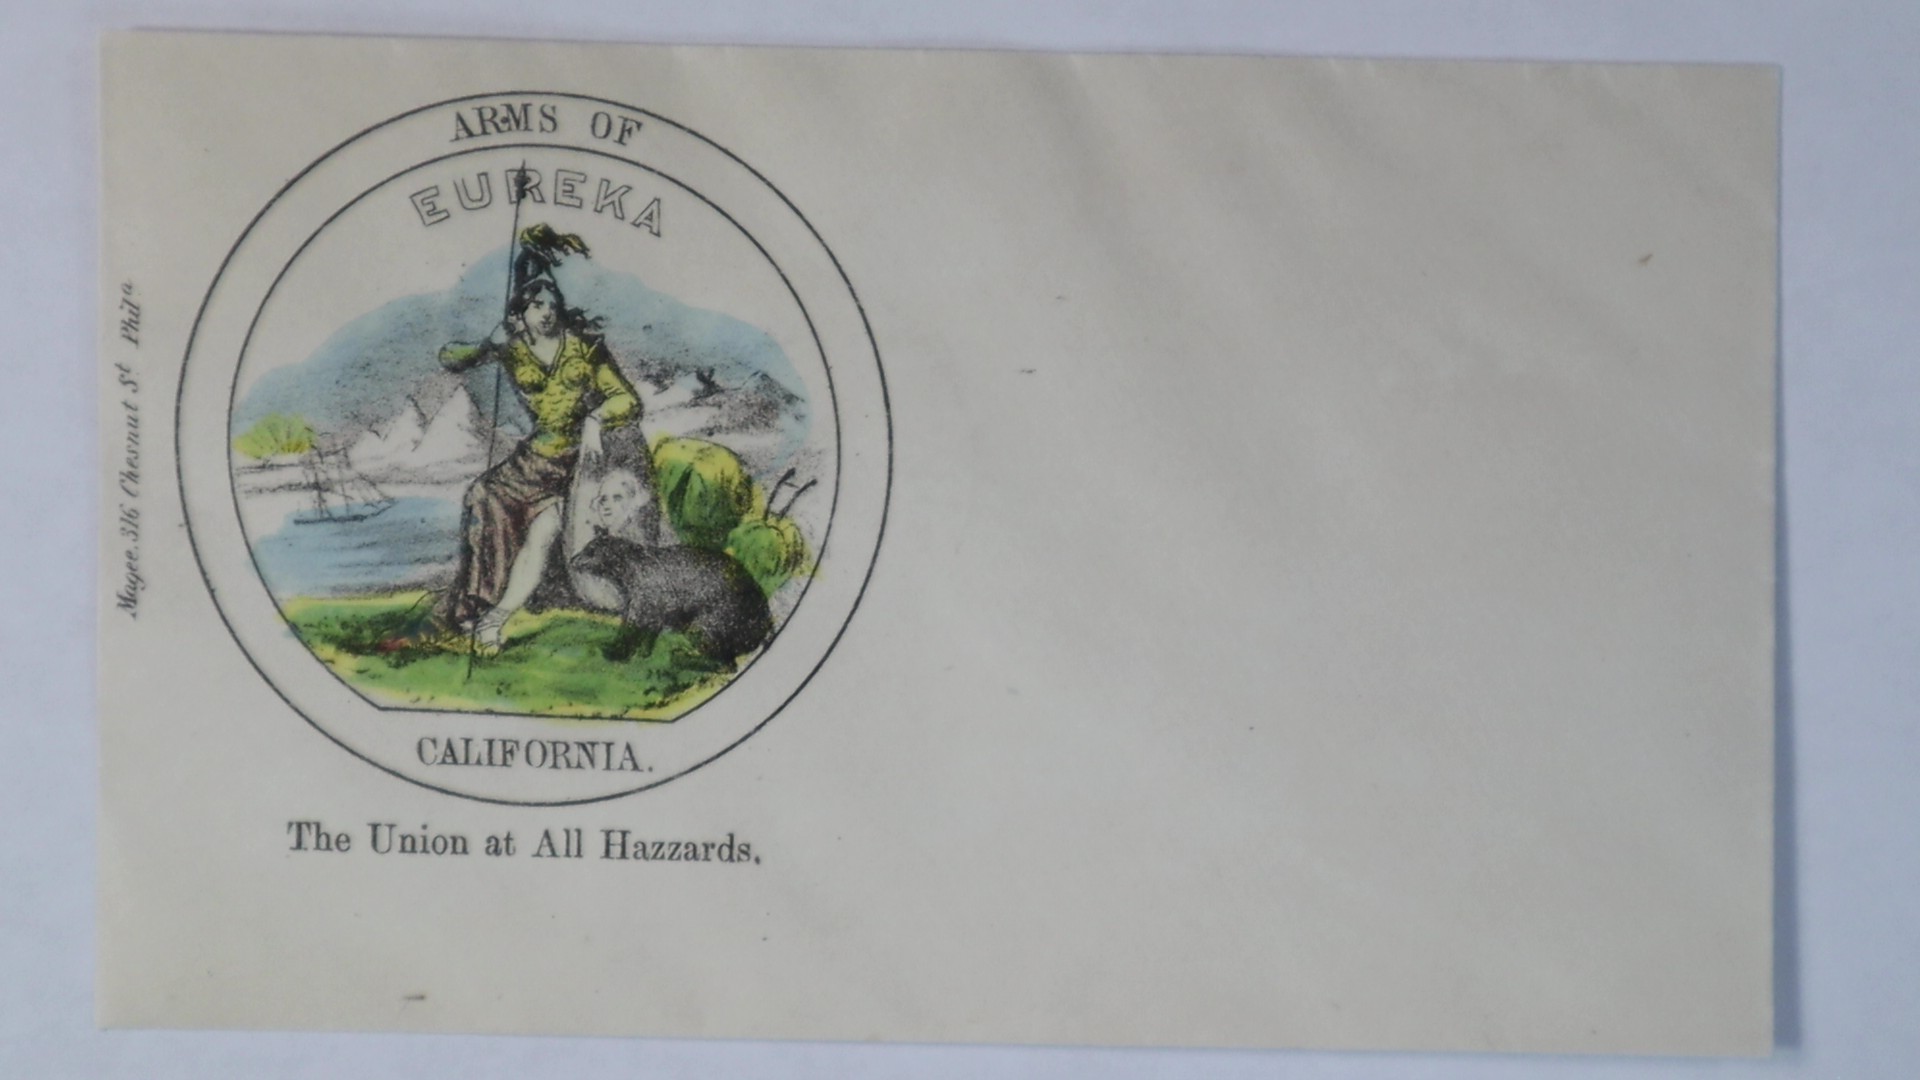 ARMS OF
EUREKA
CALIFORNIA.
The Union at All Hazzards.
Magee. 316 Chesnut St Phila